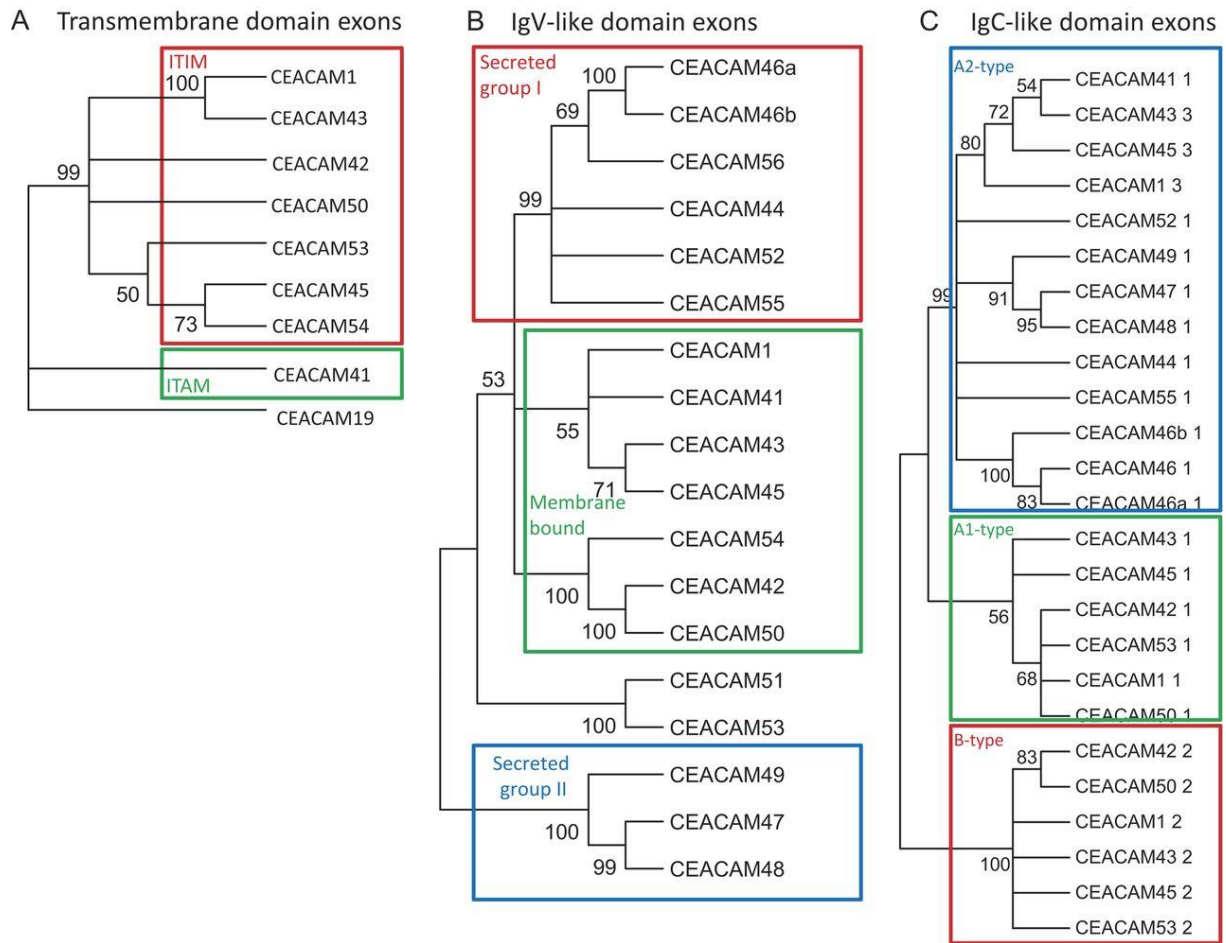 A Transmembrane domain exons
ITIM
100
CEACAM1
CEACAM43
CEACAM42
99
CEACAM50
CEACAM53
50
CEACAM45
73
CEACAM54
ITAM
CEACAM41
CEACAM19
B IgV-like domain exons
Secreted
group I
100
CEACAM46a
69
CEACAM46b
CEACAM56
99
CEACAM44
CEACAM52
CEACAM55
53
CEACAM1
CEACAM41
55
CEACAM43
71
CEACAM45
Membrane
bound
CEACAM54
100
CEACAM42
100
CEACAM50
CEACAM51
100
CEACAM53
Secreted
group II
CEACAM49
100
CEACAM47
99
CEACAM48
C IgC-like domain exons
A2-type
54
CEACAM41 1
72
CEACAM43 3
80
CEACAM45 3
CEACAM1 3
CEACAM52 1
CEACAM49 1
99
91
CEACAM47 1
95
CEACAM48 1
CEACAM44 1
CEACAM55 1
CEACAM46b 1
100
CEACAM46 1
83
CEACAM46a 1
A1-type
CEACAM43 1
CEACAM45 1
56
CEACAM42 1
CEACAM53 1
68
CEACAM1 1
CEACAM50 1
B-type
83
CEACAM42 2
CEACAM50 2
CEACAM1 2
100
CEACAM43 2
CEACAM45 2
CEACAM53 2